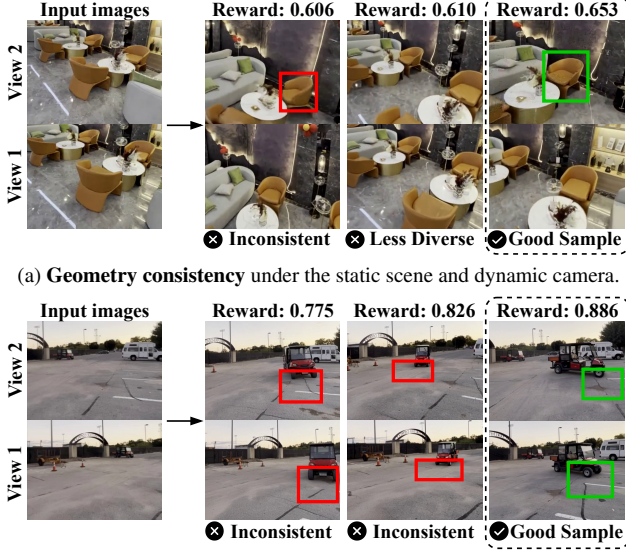 Input images Reward: 0.606 Reward: 0.610 Reward: 0.653
View 2
View 1
Inconsistent Less Diverse Good Sample
(a) Geometry consistency under the static scene and dynamic camera.
Input images Reward: 0.775 Reward: 0.826 Reward: 0.886
View 2
View 1
Inconsistent Inconsistent Good Sample